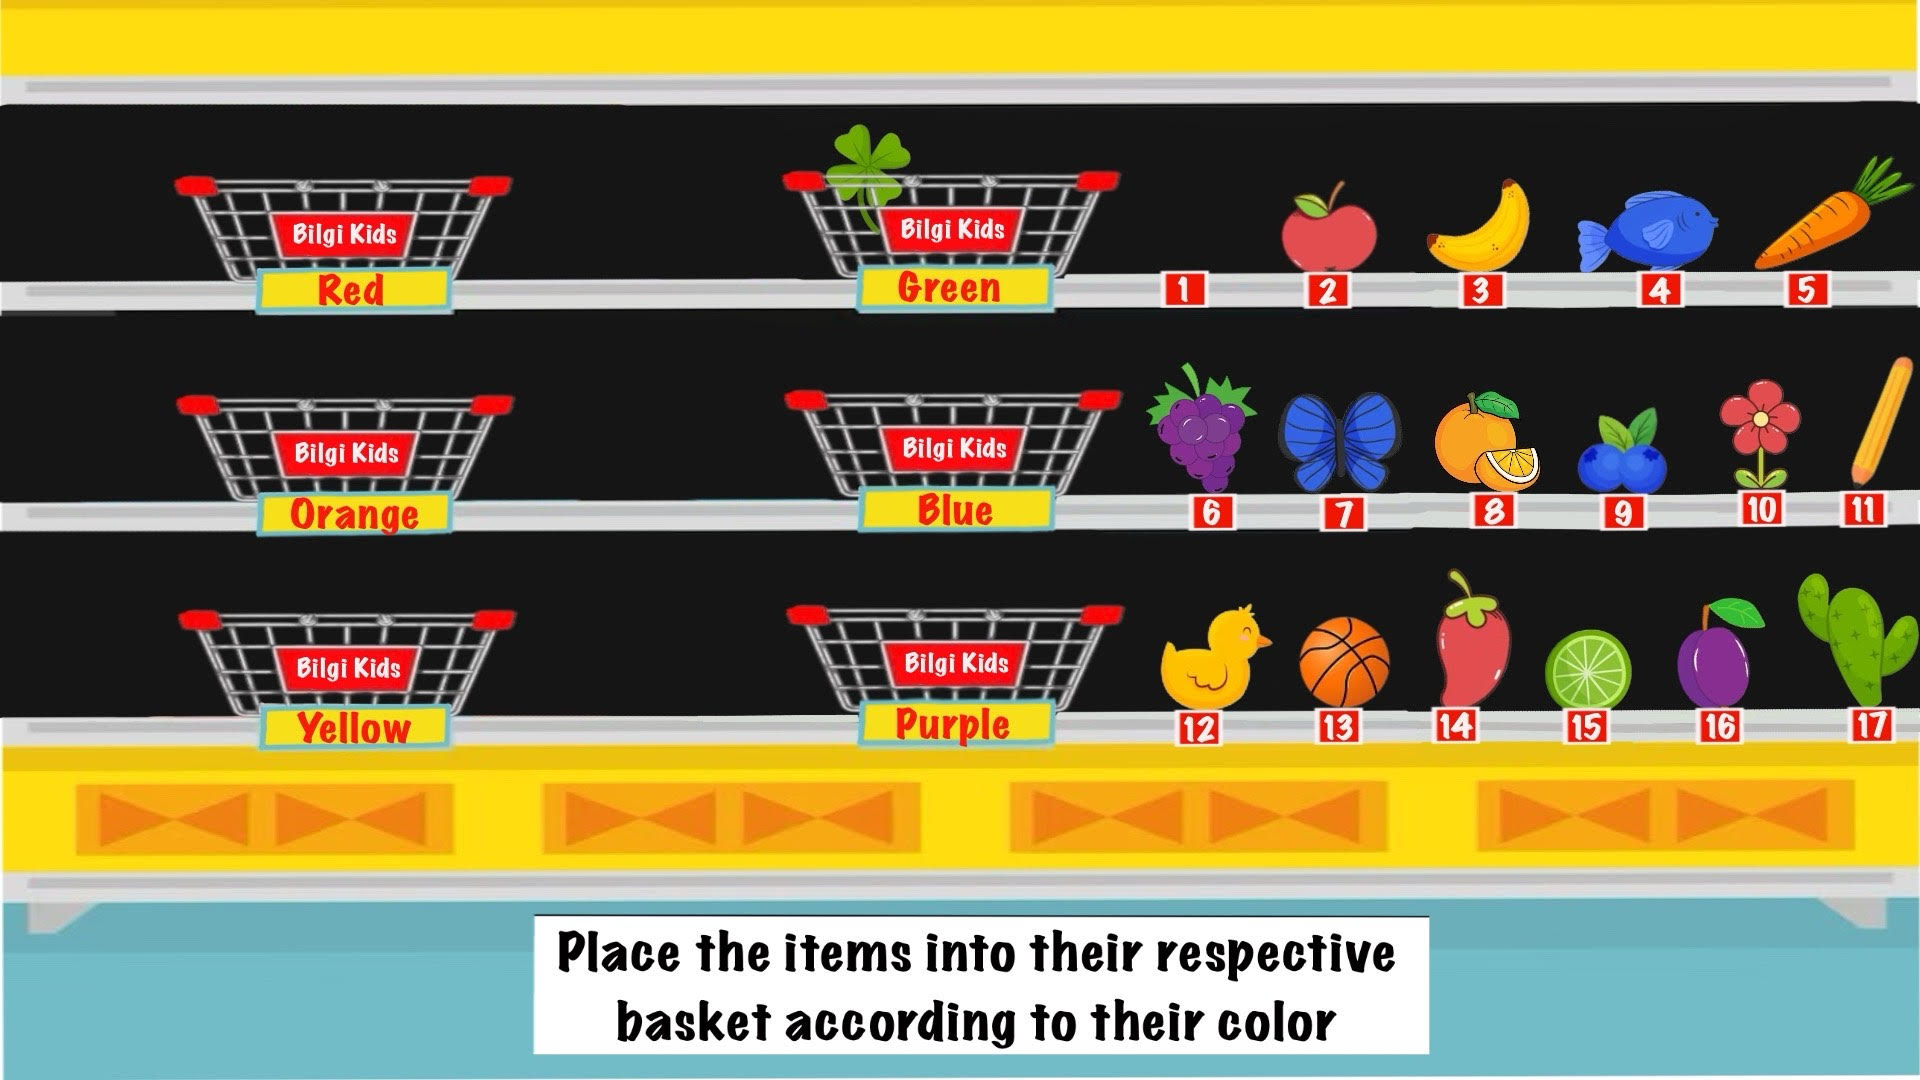 Bilgi Kids
Red
Bilgi Kids
Green
1
2
3
4
5
Bilgi Kids
Orange
Bilgi Kids
Blue
6
7
8
9
10
11
Bilgi Kids
Yellow
Bilgi Kids
Purple
12
13
14
15
16
17
Place the items into their respective
basket according to their color